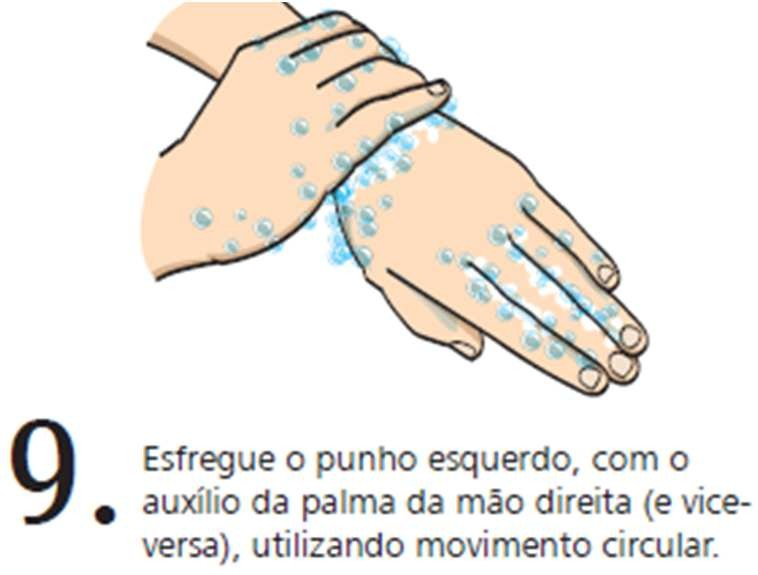 9. Esfregue o punho esquerdo, com o
auxílio da palma da mão direita (e vice-
versa), utilizando movimento circular.